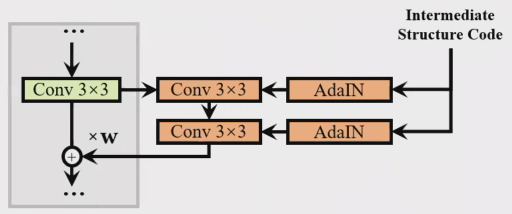 Intermediate
Structure Code
...
Conv 3×3
Conv 3×3
AdaIN
Conv 3×3
AdaIN
×w
+
...